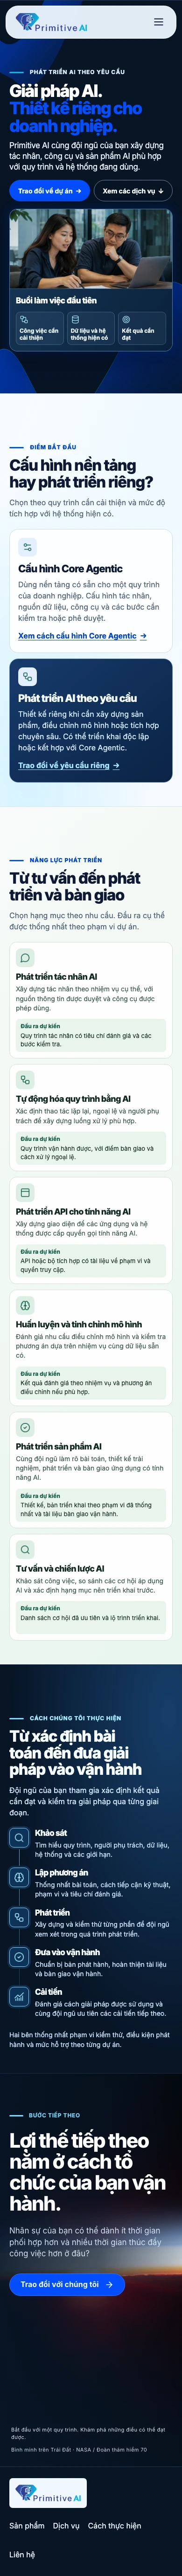 Primitive AI
PHÁT TRIỂN AI THEO YÊU CẦU
Giải pháp AI.
Thiết kế riêng cho
doanh nghiệp.
Primitive AI cùng đội ngũ của bạn xây dựng
tác nhân, công cụ và sản phẩm AI phù hợp
với quy trình và hệ thống đang dùng.
Trao đổi về dự án →
Xem các dịch vụ ↓
Buổi làm việc đầu tiên
Công việc cần
cải thiện
Dữ liệu và hệ
thống hiện có
Kết quả cần
đạt
ĐIỂM BẮT ĐẦU
Cấu hình nền tảng
hay phát triển riêng?
Chọn theo quy trình cần cải thiện và mức độ
tích hợp với hệ thống hiện có.
Cấu hình Core Agentic
Dùng nền tảng có sẵn cho một quy trình
của doanh nghiệp. Cấu hình tác nhân,
nguồn dữ liệu, công cụ và các bước cần
kiểm tra hoặc phê duyệt.
Xem cách cấu hình Core Agentic →
Phát triển AI theo yêu cầu
Thiết kế riêng khi cần xây dựng sản
phẩm, điều chỉnh mô hình hoặc tích hợp
chuyên sâu. Có thể triển khai độc lập
hoặc kết hợp với Core Agentic.
Trao đổi về yêu cầu riêng →
NĂNG LỰC PHÁT TRIỂN
Từ tư vấn đến phát
triển và bàn giao
Chọn hạng mục theo nhu cầu. Đầu ra cụ thể
được thống nhất theo phạm vi dự án.
Phát triển tác nhân AI
Xây dựng tác nhân theo nhiệm vụ cụ thể, với
nguồn thông tin được duyệt và công cụ được
phép dùng.
Đầu ra dự kiến
Quy trình tác nhân có tiêu chí đánh giá và các
bước kiểm tra.
Tự động hóa quy trình bằng AI
Xác định thao tác lặp lại, ngoại lệ và người phụ
trách để xây dựng luồng xử lý phù hợp.
Đầu ra dự kiến
Quy trình vận hành được, với điểm bàn giao và
cách xử lý ngoại lệ.
Phát triển API cho tính năng AI
Xây dựng giao diện để các ứng dụng và hệ
thống được cấp quyền gọi tính năng AI.
Đầu ra dự kiến
API hoặc bộ tích hợp có tài liệu về phạm vi và
quyền truy cập.
Huấn luyện và tinh chỉnh mô hình
Đánh giá nhu cầu điều chỉnh mô hình và kiểm tra
phương án dựa trên nhiệm vụ cùng dữ liệu sẵn
có.
Đầu ra dự kiến
Kết quả đánh giá theo nhiệm vụ và phương án
điều chỉnh nếu phù hợp.
Phát triển sản phẩm AI
Cùng đội ngũ làm rõ bài toán, thiết kế trải
nghiệm, phát triển và bàn giao ứng dụng có tính
năng AI.
Đầu ra dự kiến
Thiết kế, bản triển khai theo phạm vi đã thống
nhất và tài liệu bàn giao vận hành.
Tư vấn và chiến lược AI
Khảo sát công việc, so sánh các cơ hội áp dụng
AI và xác định hạng mục nên triển khai trước.
Đầu ra dự kiến
Danh sách cơ hội đã ưu tiên và lộ trình triển khai.
CÁCH CHÚNG TÔI THỰC HIỆN
Từ xác định bài
toán đến đưa giải
pháp vào vận hành
Đội ngũ của bạn tham gia xác định kết quả
cần đạt và kiểm tra giải pháp qua từng giai
đoạn.
Khảo sát
Tìm hiểu quy trình, người phụ trách, dữ liệu,
hệ thống và các giới hạn.
Lập phương án
Thống nhất bài toán, cách tiếp cận kỹ thuật,
phạm vi và tiêu chí đánh giá.
Phát triển
Xây dựng và kiểm thử từng phần để đội ngũ
xem xét trong quá trình phát triển.
Đưa vào vận hành
Chuẩn bị bản phát hành, hoàn thiện tài liệu
và bàn giao vận hành.
Cải tiến
Đánh giá cách giải pháp được sử dụng và
cùng đội ngũ ưu tiên các cải tiến tiếp theo.
Hai bên thống nhất phạm vi kiểm thử, điều kiện phát
hành và mức hỗ trợ theo từng dự án.
BƯỚC TIẾP THEO
Lợi thế tiếp theo
nằm ở cách tổ
chức của bạn vận
hành.
Nhân sự của bạn có thể dành ít thời gian
phối hợp hơn và nhiều thời gian thúc đẩy
công việc hơn ở đâu?
Trao đổi với chúng tôi →
Bắt đầu với một quy trình. Khám phá những điều có thể đạt
được.
Bình minh trên Trái Đất · NASA / Đoàn thám hiểm 70
Primitive AI
Sản phẩm Dịch vụ Cách thực hiện
Liên hệ